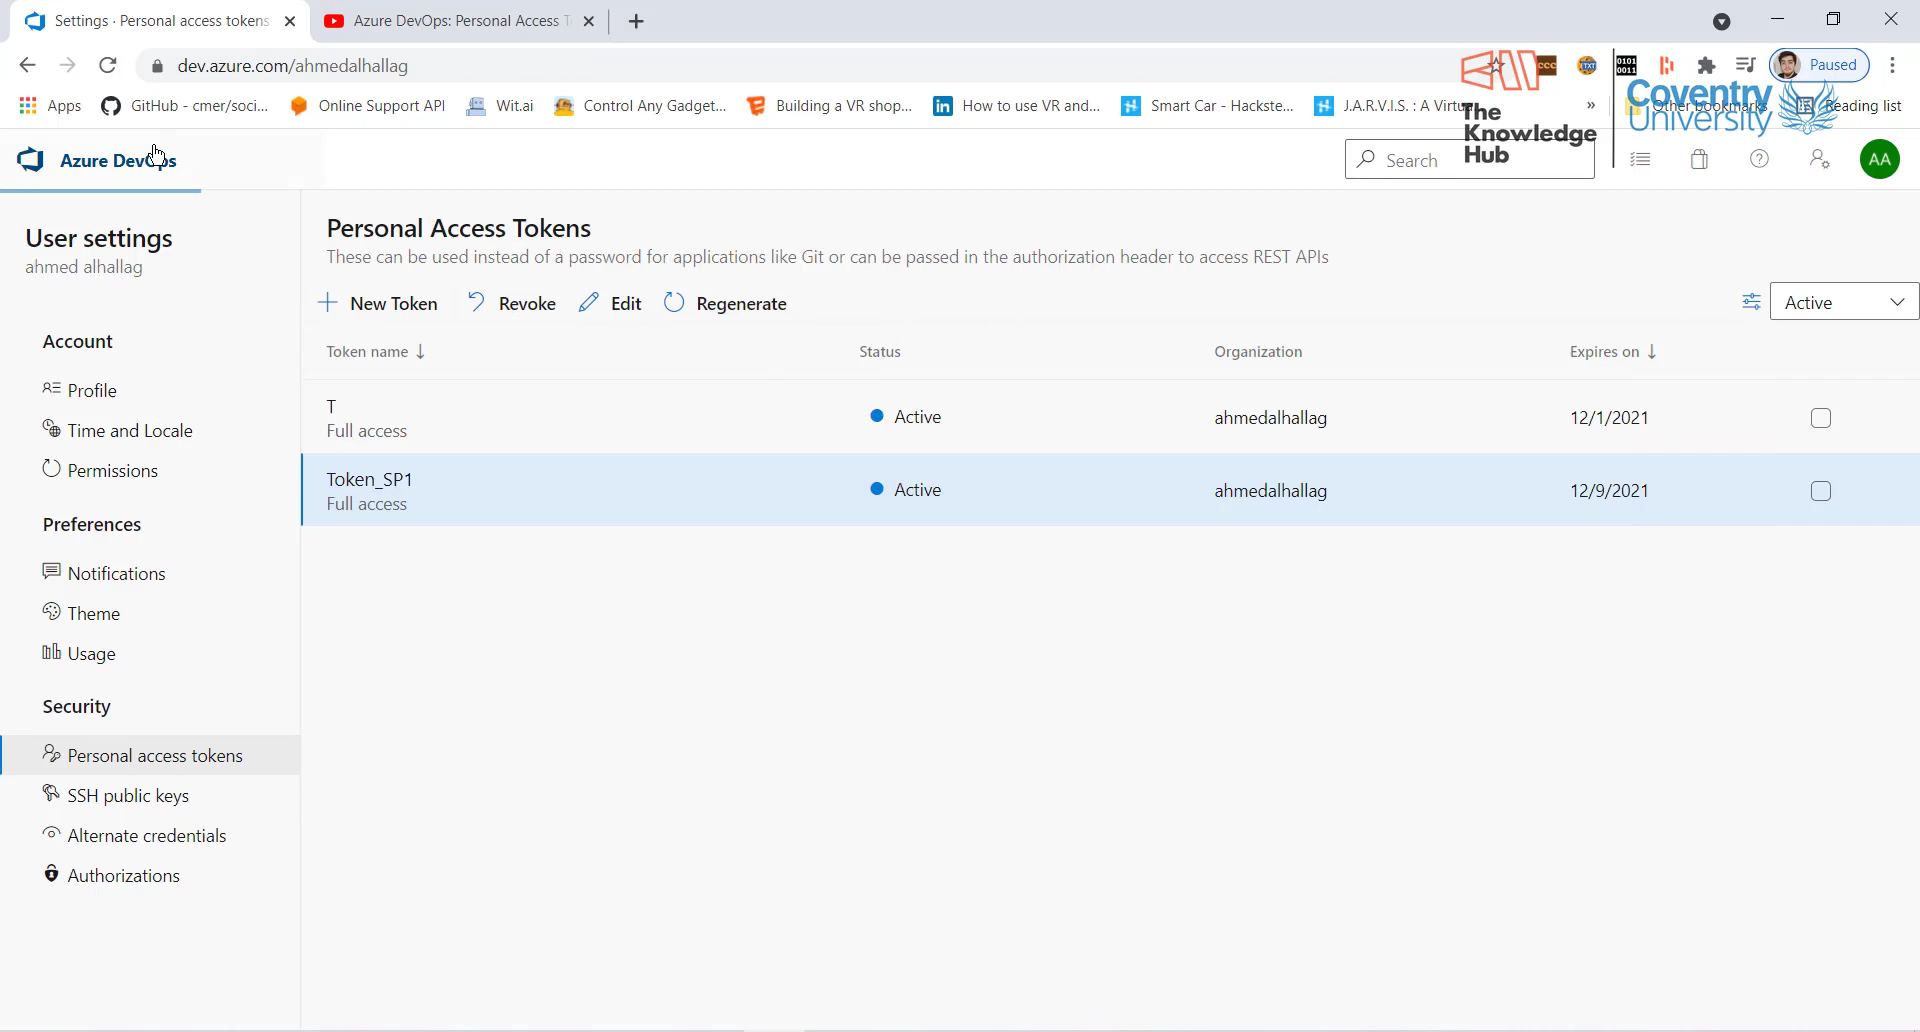 Settings · Personal access tokens
Azure DevOps: Personal Access T
dev.azure.com/ahmedalhallag
Paused
Apps
GitHub - cmer/soci...
Online Support API
Wit.ai
Control Any Gadget...
Building a VR shop...
How to use VR and...
Smart Car - Hackste...
J.A.R.V.I.S. : A Virtu
»
Other bookmarks
Reading list
The
Knowledge
Hub
Coventry
University
Azure DevOps
Search
AA
User settings
ahmed alhallag
Account
Profile
Time and Locale
Permissions
Preferences
Notifications
Theme
Usage
Security
Personal access tokens
SSH public keys
Alternate credentials
Authorizations
Personal Access Tokens
These can be used instead of a password for applications like Git or can be passed in the authorization header to access REST APIs
New Token Revoke Edit Regenerate
Active
Token name ↓ Status Organization Expires on ↓
T
Full access
Active ahmedalhallag 12/1/2021
Token_SP1
Full access
Active ahmedalhallag 12/9/2021